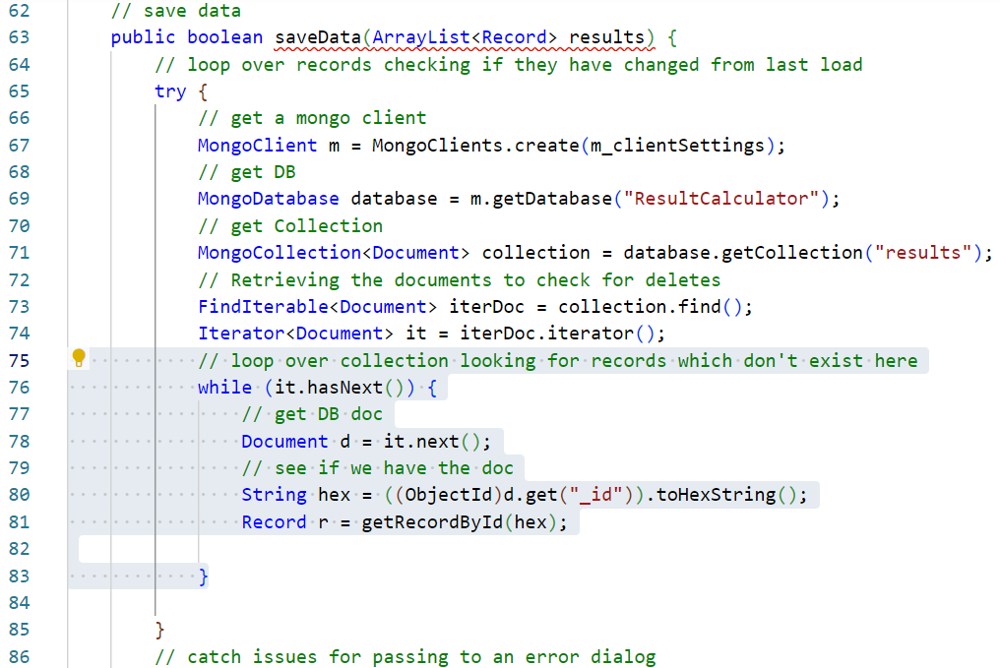 62 // save data
63 public boolean saveData(ArrayList<Record> results) {
64 // loop over records checking if they have changed from last load
65 try {
66 // get a mongo client
67 MongoClient m = MongoClients.create(m_clientSettings);
68 // get DB
69 MongoDatabase database = m.getDatabase("ResultCalculator");
70 // get Collection
71 MongoCollection<Document> collection = database.getCollection("results");
72 // Retrieving the documents to check for deletes
73 FindIterable<Document> iterDoc = collection.find();
74 Iterator<Document> it = iterDoc.iterator();
75 // loop over collection looking for records which don't exist here
76 while (it.hasNext()) {
77 // get DB doc
78 Document d = it.next();
79 // see if we have the doc
80 String hex = ((ObjectId)d.get("_id")).toHexString();
81 Record r = getRecordById(hex);
82
83 }
84
85 }
86 // catch issues for passing to an error dialog